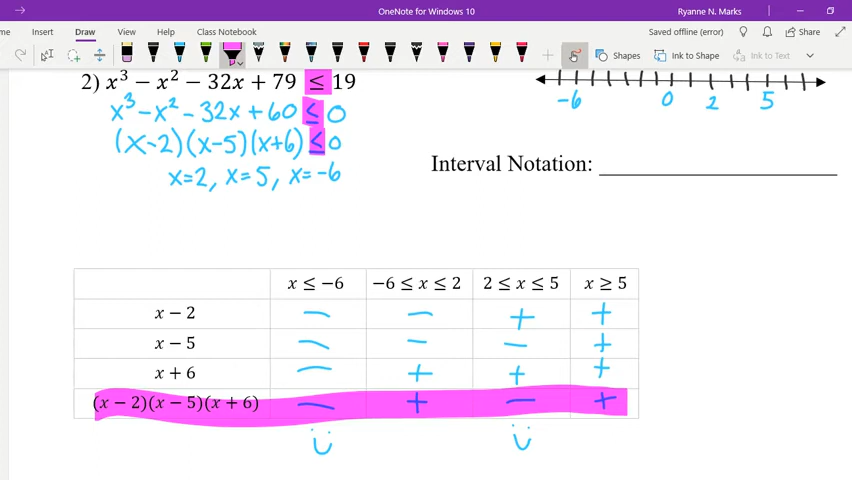 OneNote for Windows 10
Ryanne N. Marks
Insert Draw View Help Class Notebook Saved offline (error) Share
Shapes Ink to Shape Ink to Text
2) x³ − x² − 32x + 79 ≤ 19
x³ − x² − 32x + 60 ≤ 0
(x−2)(x−5)(x+6) ≤ 0
x=2, x=5, x=−6
−6 0 2 5
Interval Notation: 
x ≤ −6 −6 ≤ x ≤ 2 2 ≤ x ≤ 5 x ≥ 5
x − 2 − − + +
x − 5 − − − +
x + 6 − + + +
(x − 2)(x − 5)(x + 6) − + − +